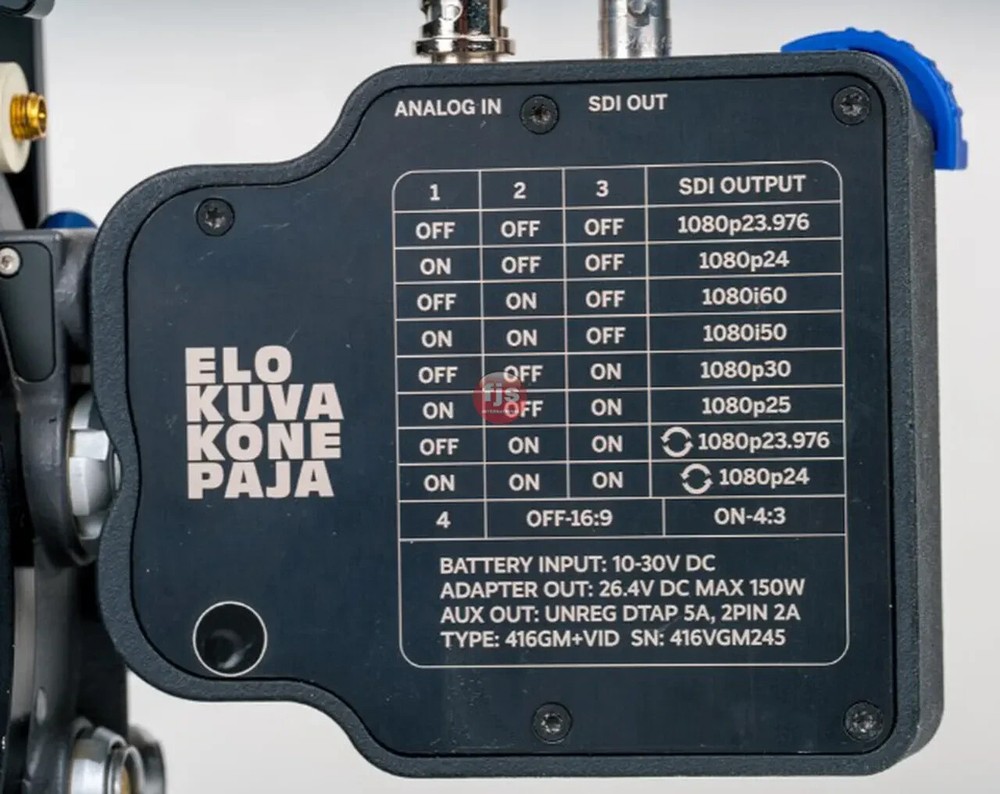 ANALOG IN SDI OUT
1 2 3 SDI OUTPUT
OFF OFF OFF 1080p23.976
ON OFF OFF 1080p24
OFF ON OFF 1080i60
ON ON OFF 1080i50
OFF OFF ON 1080p30
ON OFF ON 1080p25
OFF ON ON 1080p23.976
ON ON ON 1080p24
4 OFF-16:9 ON-4:3
BATTERY INPUT: 10-30V DC
ADAPTER OUT: 26.4V DC MAX 150W
AUX OUT: UNREG DTAP 5A, 2PIN 2A
TYPE: 416GM+VID SN: 416VGM245
ELO
KUVA
KONE
PAJA
fjs